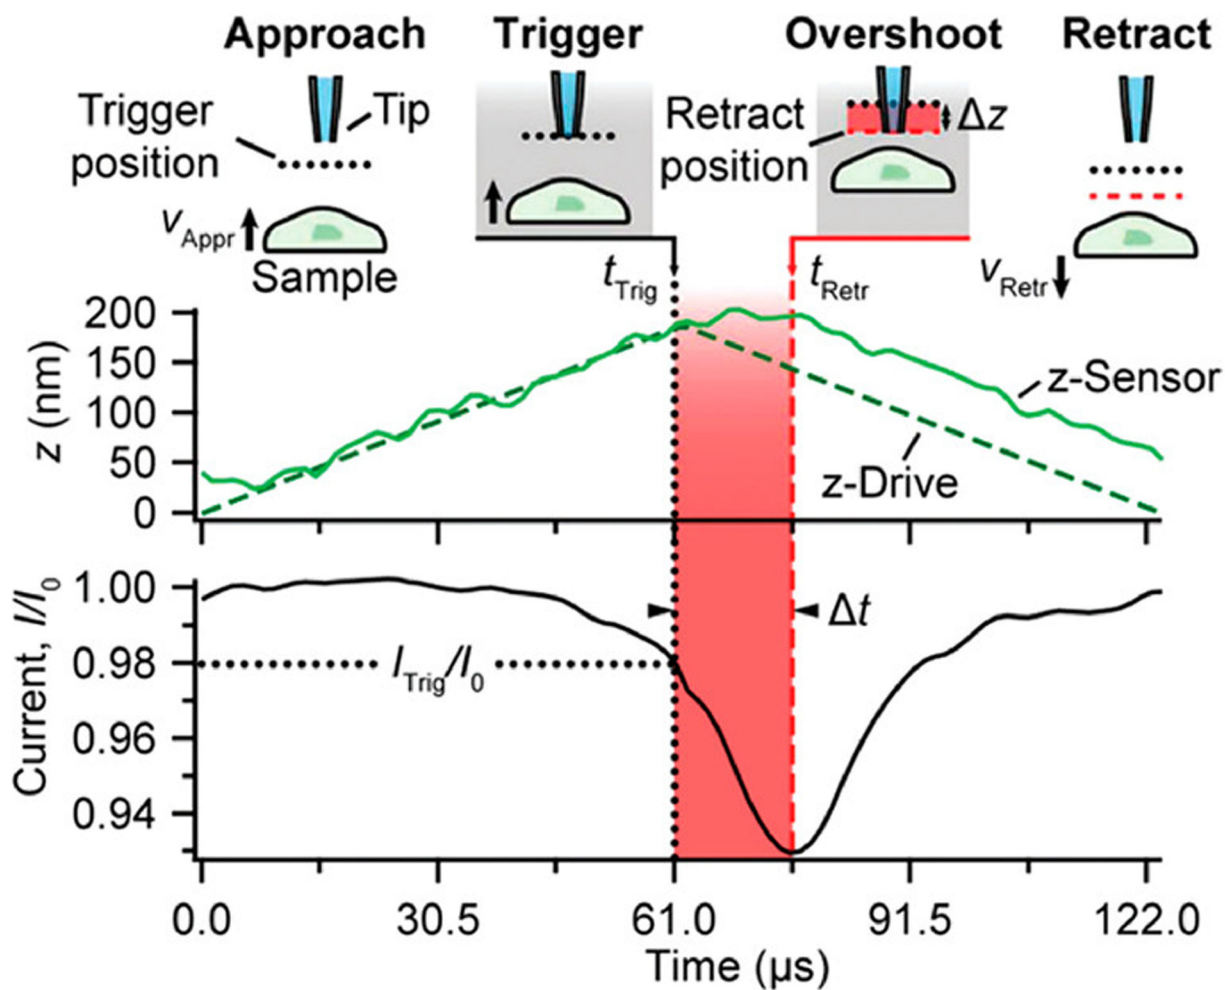 Approach
Trigger
Overshoot
Retract
Trigger
position
Tip
Retract
position
Δz
vAppr
Sample
tTrig
tRetr
vRetr
200
150
100
50
0
z (nm)
z-Sensor
z-Drive
1.00
0.98
0.96
0.94
Current, I/I0
ITrig/I0
Δt
0.0
30.5
61.0
91.5
122.0
Time (µs)